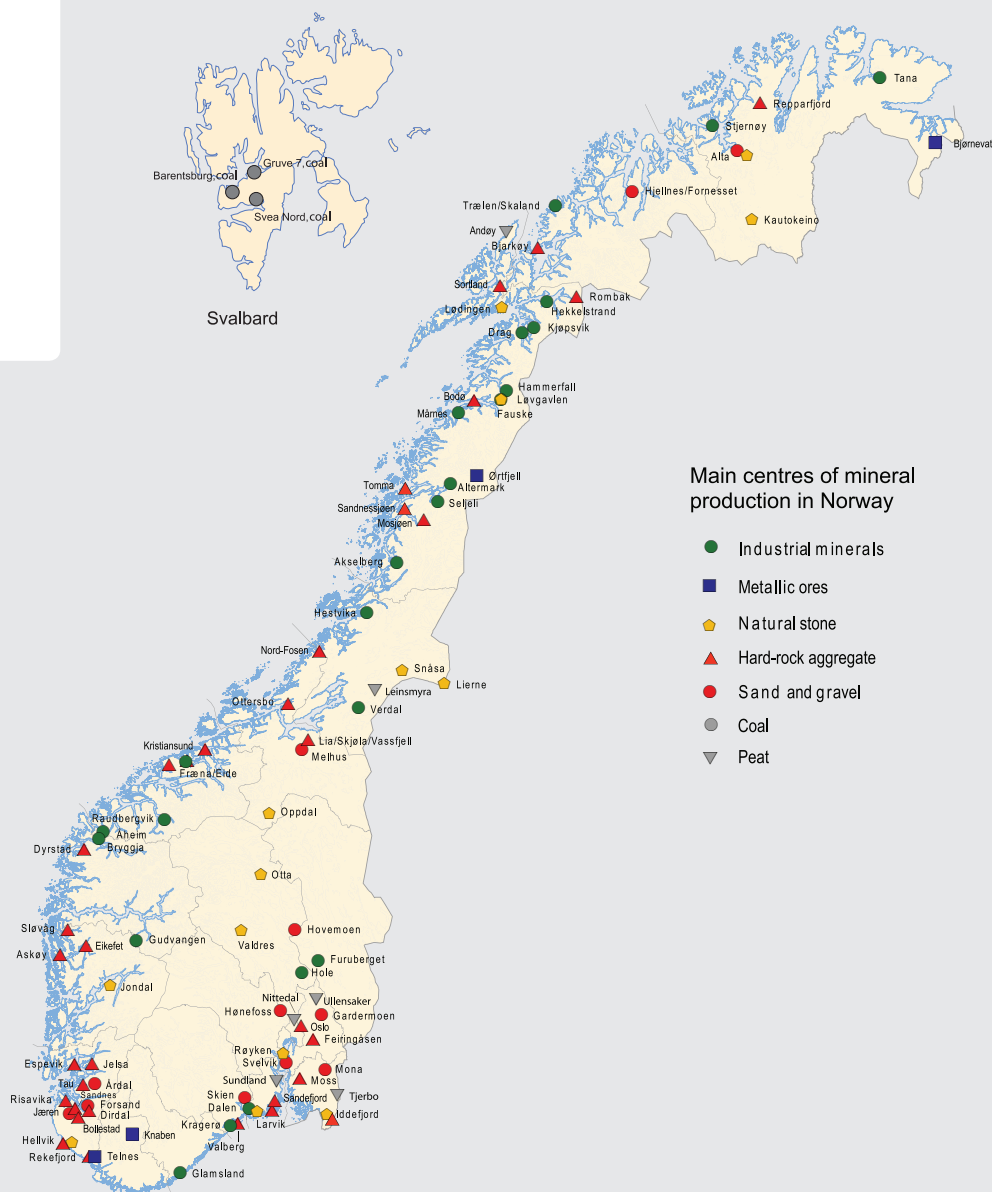 Tana
Repparfjord
Stjernøy
Bjørnevat
Alta
Gruve 7, coal
Barentsburg, coal
Hjellnes/Fornesset
Trælen/Skaland
Svea Nord, coal
Kautokeino
Andøy
Bjarkøy
Sortland
Rombak
Lødingen
Hekkelstrand
Svalbard
Kjøpsvik
Drag
Hammerfall
Bodø
Løvgavlen
Mårnes
Fauske
Main centres of mineral
production in Norway
Ørtfjell
Tomma
Altermark
Seljeli
Sandnessjøen
Mosjøen
Industrial minerals
Akselberg
Metallic ores
Hestvika
Natural stone
Nord-Fosen
Hard-rock aggregate
Snåsa
Lierne
Leinsmyra
Sand and gravel
Ottersbo
Verdal
Coal
Lia/Skjøla/Vassfjell
Kristiansund
Melhus
Peat
Fræna/Eide
Oppdal
Raudbergvik
Aheim
Bryggja
Dyrstad
Otta
Sløvåg
Hovemoen
Gudvangen
Eikefet
Valdres
Askøy
Furuberget
Hole
Jondal
Nittedal
Ullensaker
Hønefoss
Gardermoen
Oslo
Feiringåsen
Røyken
Svelvik
Espevik
Jelsa
Mona
Sundland
Moss
Tau
Årdal
Sandnes
Skien
Sandefjord
Tjerbo
Risavika
Forsand
Dalen
Jæren
Dirdal
Iddefjord
Kragerø
Larvik
Bollestad
Knaben
Hellvik
Valberg
Rekefjord
Telnes
Glamsland